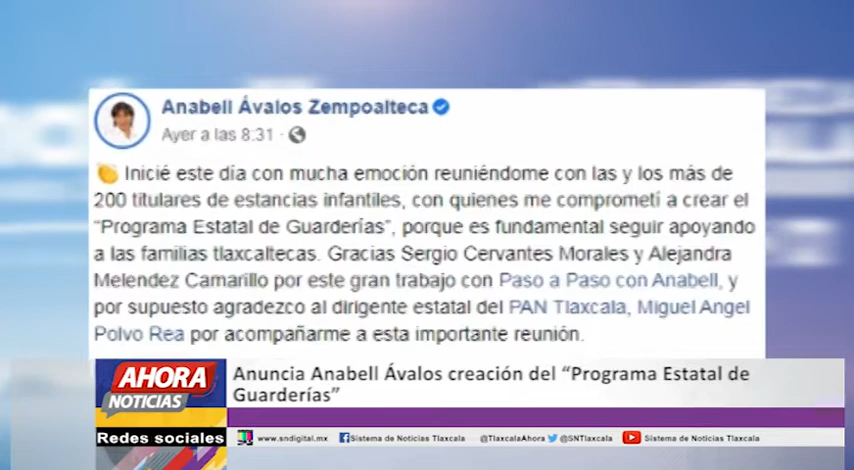 Anabell Ávalos Zempoalteca
Ayer a las 8:31 ·
👏 Inicié este día con mucha emoción reuniéndome con las y los más de
200 titulares de estancias infantiles, con quienes me comprometí a crear el
“Programa Estatal de Guarderías”, porque es fundamental seguir apoyando
a las familias tlaxcaltecas. Gracias Sergio Cervantes Morales y Alejandra
Melendez Camarillo por este gran trabajo con Paso a Paso con Anabell, y
por supuesto agradezco al dirigente estatal del PAN Tlaxcala, Miguel Angel
Polvo Rea por acompañarme a esta importante reunión.
AHORA
NOTICIAS
Redes sociales
Anuncia Anabell Ávalos creación del “Programa Estatal de
Guarderías”
www.sndigital.mx Sistema de Noticias Tlaxcala @TlaxcalaAhora @SNTlaxcala Sistema de Noticias Tlaxcala